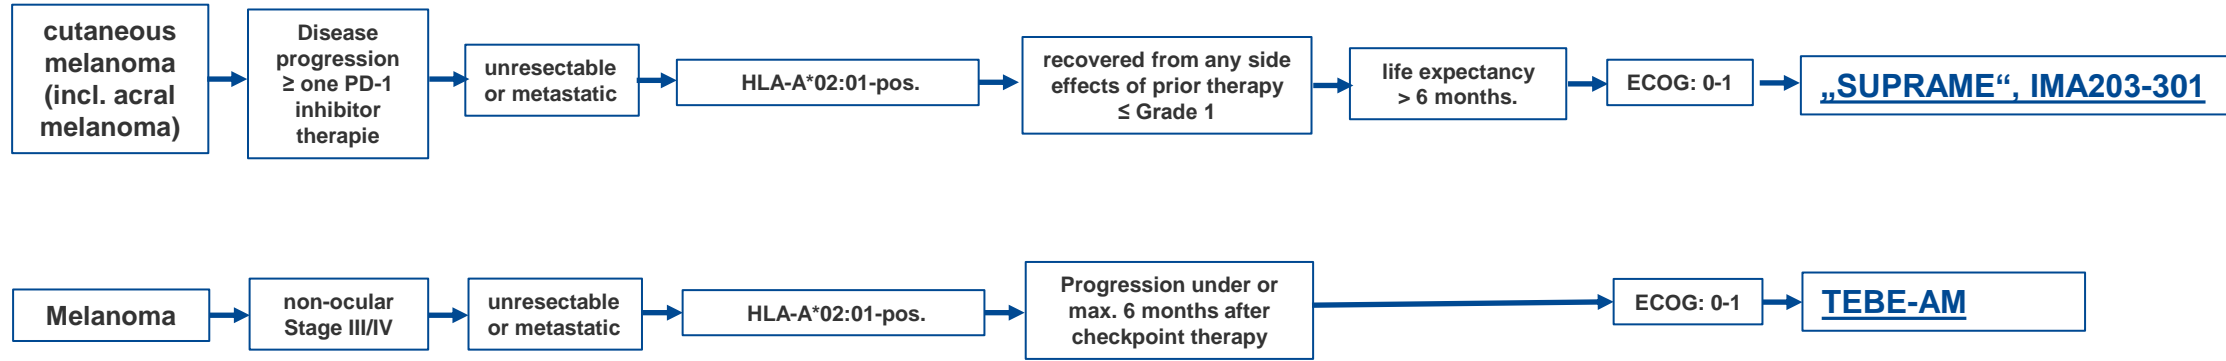 cutaneous
melanoma
(incl. acral
melanoma)
Disease
progression
≥ one PD-1
inhibitor
therapie
unresectable
or metastatic
HLA-A*02:01-pos.
recovered from any side
effects of prior therapy
≤ Grade 1
life expectancy
> 6 months.
ECOG: 0-1
„SUPRAME“, IMA203-301
Melanoma
non-ocular
Stage III/IV
unresectable
or metastatic
HLA-A*02:01-pos.
Progression under or
max. 6 months after
checkpoint therapy
ECOG: 0-1
TEBE-AM